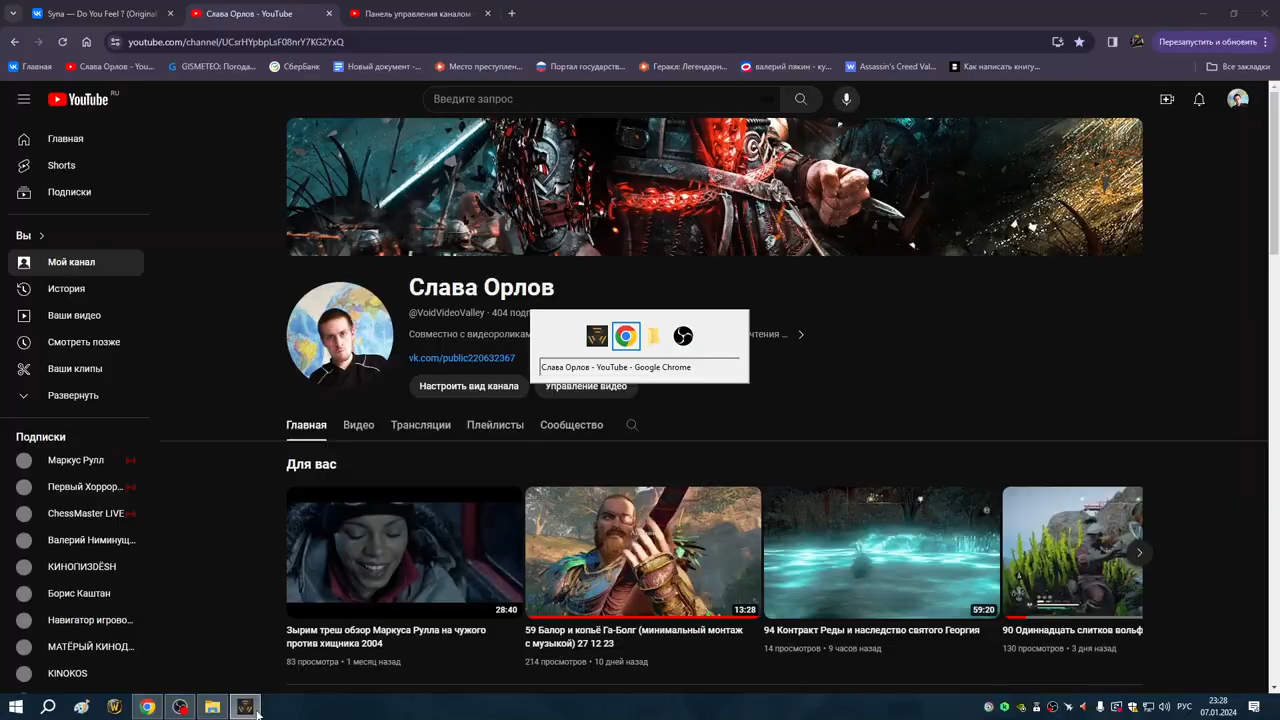 Syna — Do You Feel? (Original
Слава Орлов - YouTube
Панель управления каналом
youtube.com/channel/UCsrHYpbpLsF08nrY7KG2YxQ
Перезапустить и обновить
Главная
Слава Орлов - You...
GISMETEO: Погода...
СберБанк
Новый документ -...
Место преступлен...
Портал государств...
Геракл: Легендарн...
валерий пякин - ку...
Assassin's Creed Val...
Как написать книгу...
Все закладки
YouTube RU
Введите запрос
Главная
Shorts
Подписки
Вы
Мой канал
История
Ваши видео
Смотреть позже
Ваши клипы
Развернуть
Подписки
Маркус Рулл
Первый Хоррор...
ChessMaster LIVE
Валерий Ниминущ...
КИНОПИЗDЁSH
Борис Каштан
Навигатор игрово...
МАТЁРЫЙ КИНОД...
KINOKOS
Слава Орлов
@VoidVideoValley · 404 подп
Совместно с видеороликам
чтения ...
vk.com/public220632367
Слава Орлов - YouTube - Google Chrome
Настроить вид канала
Управление видео
Главная
Видео
Трансляции
Плейлисты
Сообщество
Для вас
28:40
Зырим треш обзор Маркуса Рулла на чужого
против хищника 2004
83 просмотра • 1 месяц назад
13:28
59 Балор и копьё Га-Болг (минимальный монтаж
с музыкой) 27 12 23
214 просмотров • 10 дней назад
59:20
94 Контракт Реды и наследство святого Георгия
14 просмотров • 9 часов назад
90 Одиннадцать слитков вольф
130 просмотров • 3 дня назад
РУС
23:28
07.01.2024